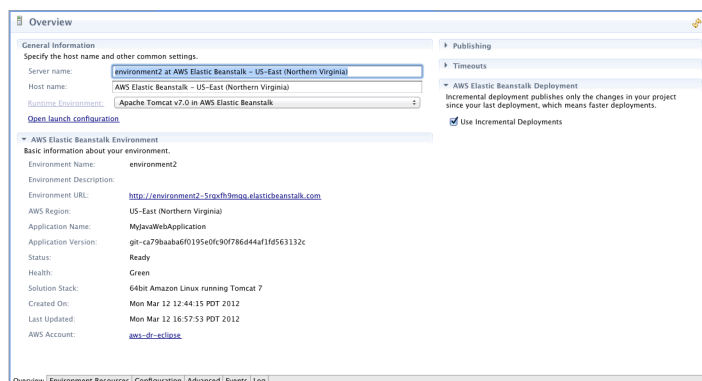 Overview
General Information
Specify the host name and other common settings.
Server name: environment2 at AWS Elastic Beanstalk - US-East (Northern Virginia)
Host name: AWS Elastic Beanstalk - US-East (Northern Virginia)
Runtime Environment: Apache Tomcat v7.0 in AWS Elastic Beanstalk
Open launch configuration
AWS Elastic Beanstalk Environment
Basic information about your environment.
Environment Name: environment2
Environment Description:
Environment URL: http://environment2-5rqxfh9mqq.elasticbeanstalk.com
AWS Region: US-East (Northern Virginia)
Application Name: MyJavaWebApplication
Application Version: git-ca79baaba6f0195e0fc90f786d44af1fd563132c
Status: Ready
Health: Green
Solution Stack: 64bit Amazon Linux running Tomcat 7
Created On: Mon Mar 12 12:44:15 PDT 2012
Last Updated: Mon Mar 12 16:57:53 PDT 2012
AWS Account: aws-dr-eclipse
Publishing
Timeouts
AWS Elastic Beanstalk Deployment
Incremental deployment publishes only the changes in your project
since your last deployment, which means faster deployments.
Use Incremental Deployments
Overview Environment Resources Configuration Advanced Events Log